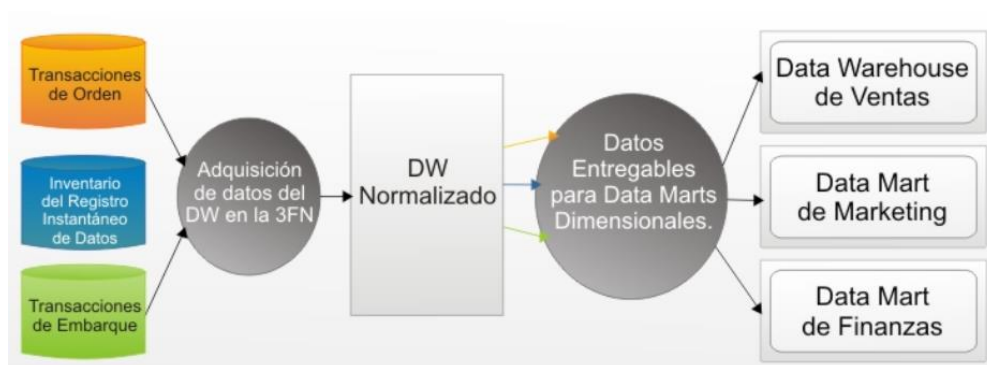 Transacciones
de Orden
Inventario
del Registro
Instantáneo
de Datos
Transacciones
de Embarque
Adquisición
de datos del
DW en la 3FN
DW
Normalizado
Datos
Entregables
para Data Marts
Dimensionales.
Data Warehouse
de Ventas
Data Mart
de Marketing
Data Mart
de Finanzas